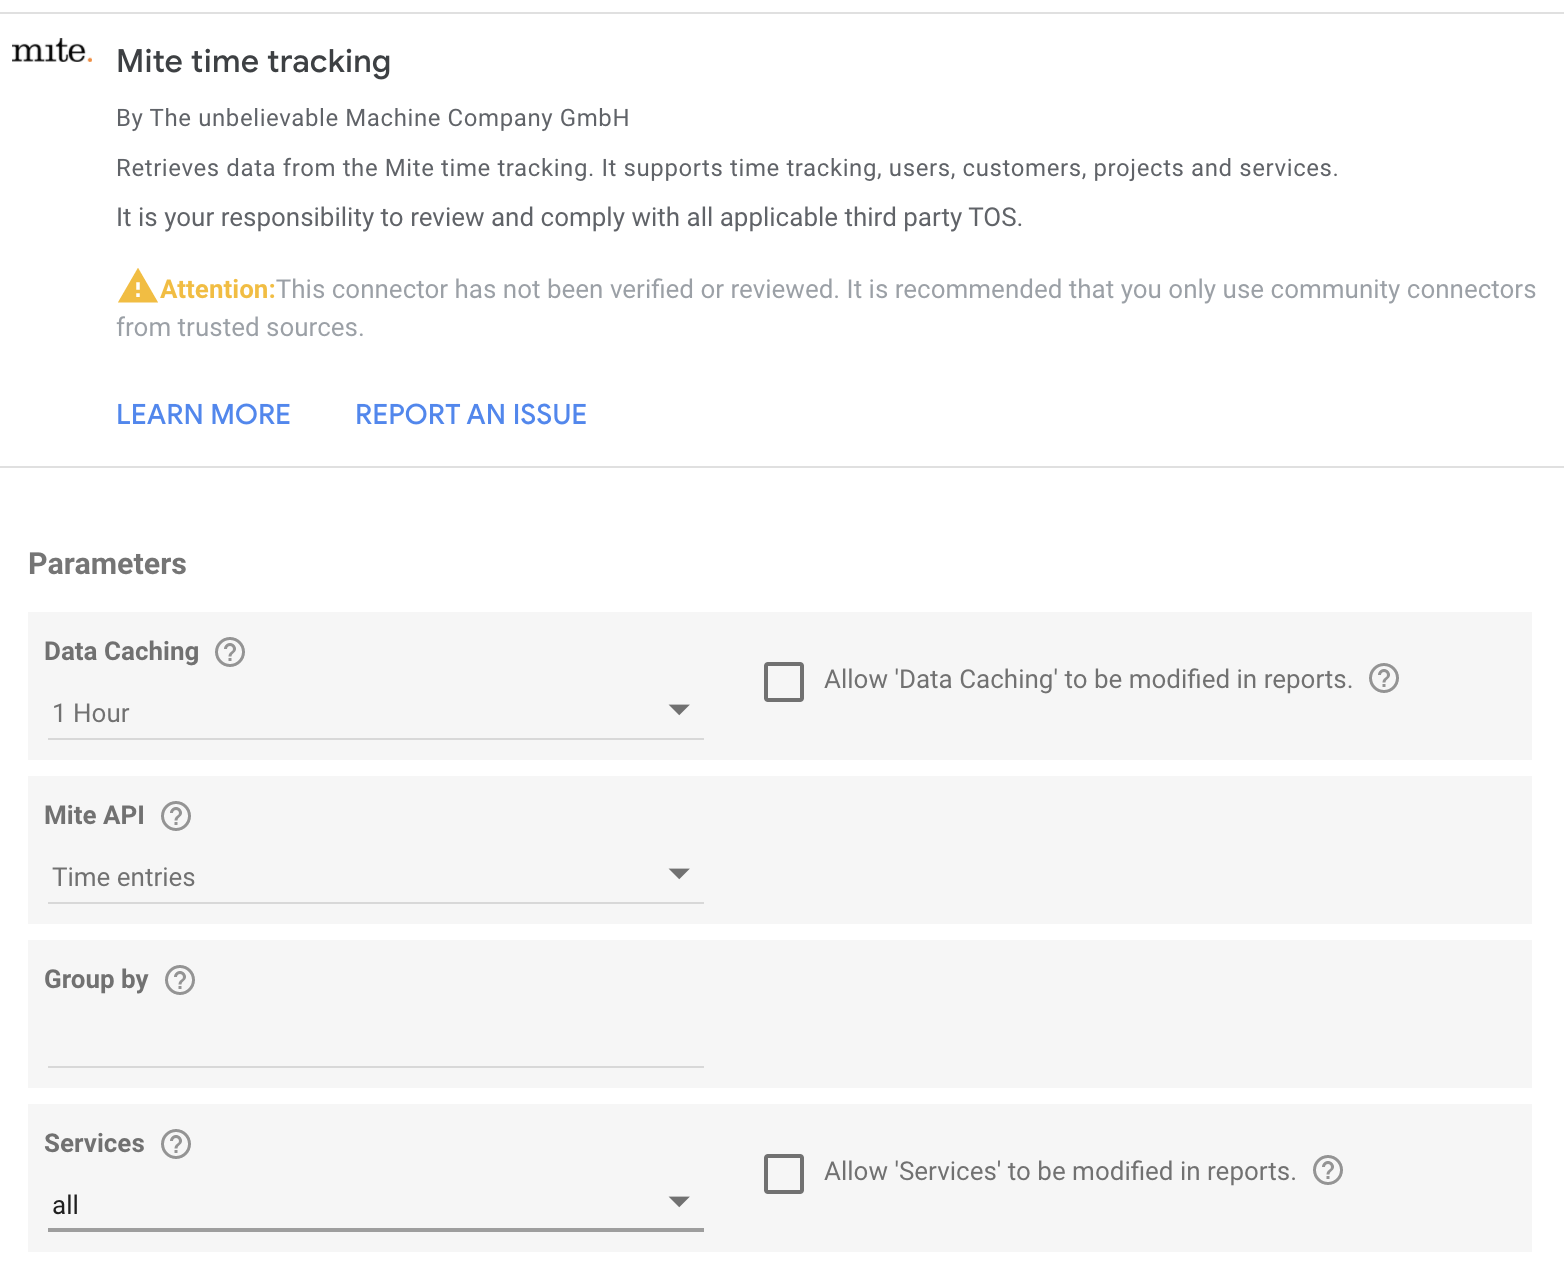 mite.
Mite time tracking
By The unbelievable Machine Company GmbH
Retrieves data from the Mite time tracking. It supports time tracking, users, customers, projects and services.
It is your responsibility to review and comply with all applicable third party TOS.
Attention:This connector has not been verified or reviewed. It is recommended that you only use community connectors
from trusted sources.
LEARN MORE REPORT AN ISSUE
Parameters
Data Caching ?
Allow 'Data Caching' to be modified in reports. ?
1 Hour
Mite API ?
Time entries
Group by ?
Services ?
Allow 'Services' to be modified in reports. ?
all